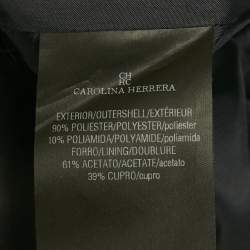 CH
HC
CAROLINA HERRERA
EXTERIOR/OUTERSHELL/EXTÉRIEUR
90% POLIESTER/POLYESTER/poliester
10% POLIAMIDA/POLYAMIDE/poliamida
FORRO/LINING/DOUBLURE
61% ACETATO/ACETATE/acetato
39% CUPRO/cupro